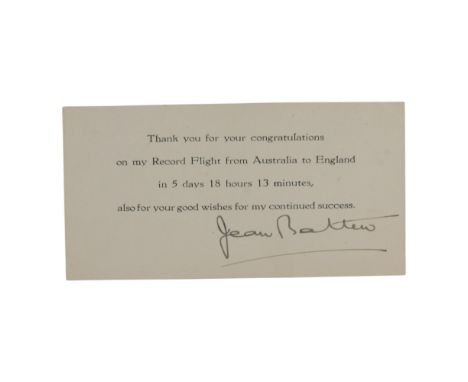 Thank you for your congratulations
on my Record Flight from Australia to England
in 5 days 18 hours 13 minutes,
also for your good wishes for my continued success.
Jean Batten